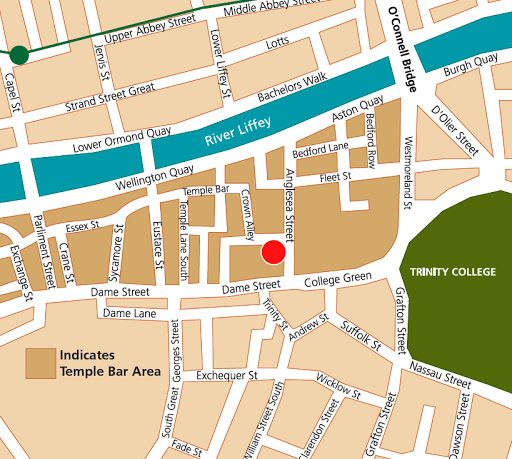 Middle Abbey Street
Upper Abbey Street
O'Connell Bridge
Lower Liffey St
Lotts
Jervis St
Capel St
Burgh Quay
Bachelors Walk
Strand Street Great
Aston Quay
D'Olier Street
River Liffey
Lower Ormond Quay
Bedford Row
Westmoreland St
Bedford Lane
Wellington Quay
Fleet St
Anglesea Street
Temple Bar
Crown Alley
Temple Lane South
Parliment Street
Essex St
Eustace St
Sycamore St
Crane St
Exchange St
TRINITY COLLEGE
College Green
Dame Street
Dame Street
Grafton Street
Dame Lane
Trinity St
Andrew St
Suffolk St
Georges Street
Indicates
Temple Bar Area
Nassau Street
Exchequer St
Wicklow St
South Great
William Street South
Clarendon Street
Grafton Street
Dawson Street
Fade St